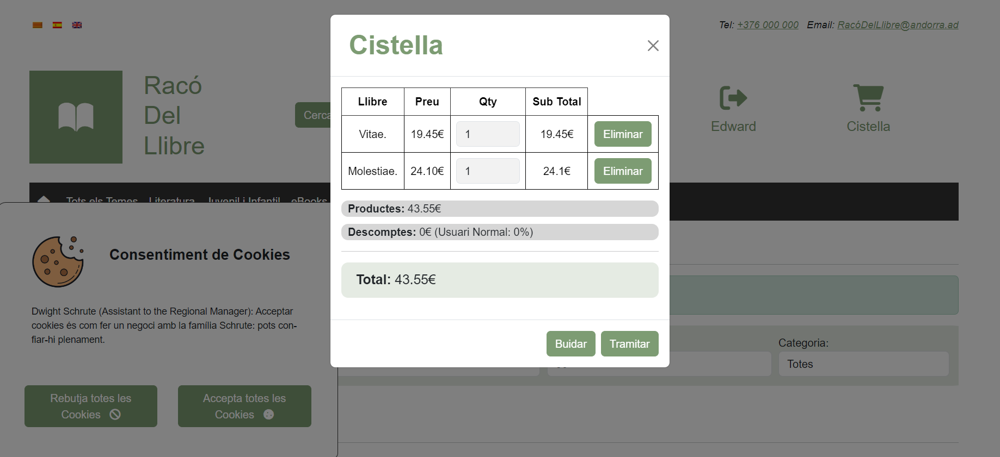 Tel: +376 000 000 Email: RacóDelLlibre@andorra.ad
Racó
Del
Llibre
Edward
Cistella
Tots els Temes Literatura Juvenil i Infantil eBooks
Cistella
Llibre Preu Qty Sub Total
Vitae. 19.45€ 1 19.45€ Eliminar
Molestiae. 24.10€ 1 24.1€ Eliminar
Productes: 43.55€
Descomptes: 0€ (Usuari Normal: 0%)
Total: 43.55€
Buidar Tramitar
Consentiment de Cookies
Dwight Schrute (Assistant to the Regional Manager): Acceptar
cookies és com fer un negoci amb la família Schrute: pots con-
fiar-hi plenament.
Rebutja totes les
Cookies
Accepta totes les
Cookies
Categoria:
Totes